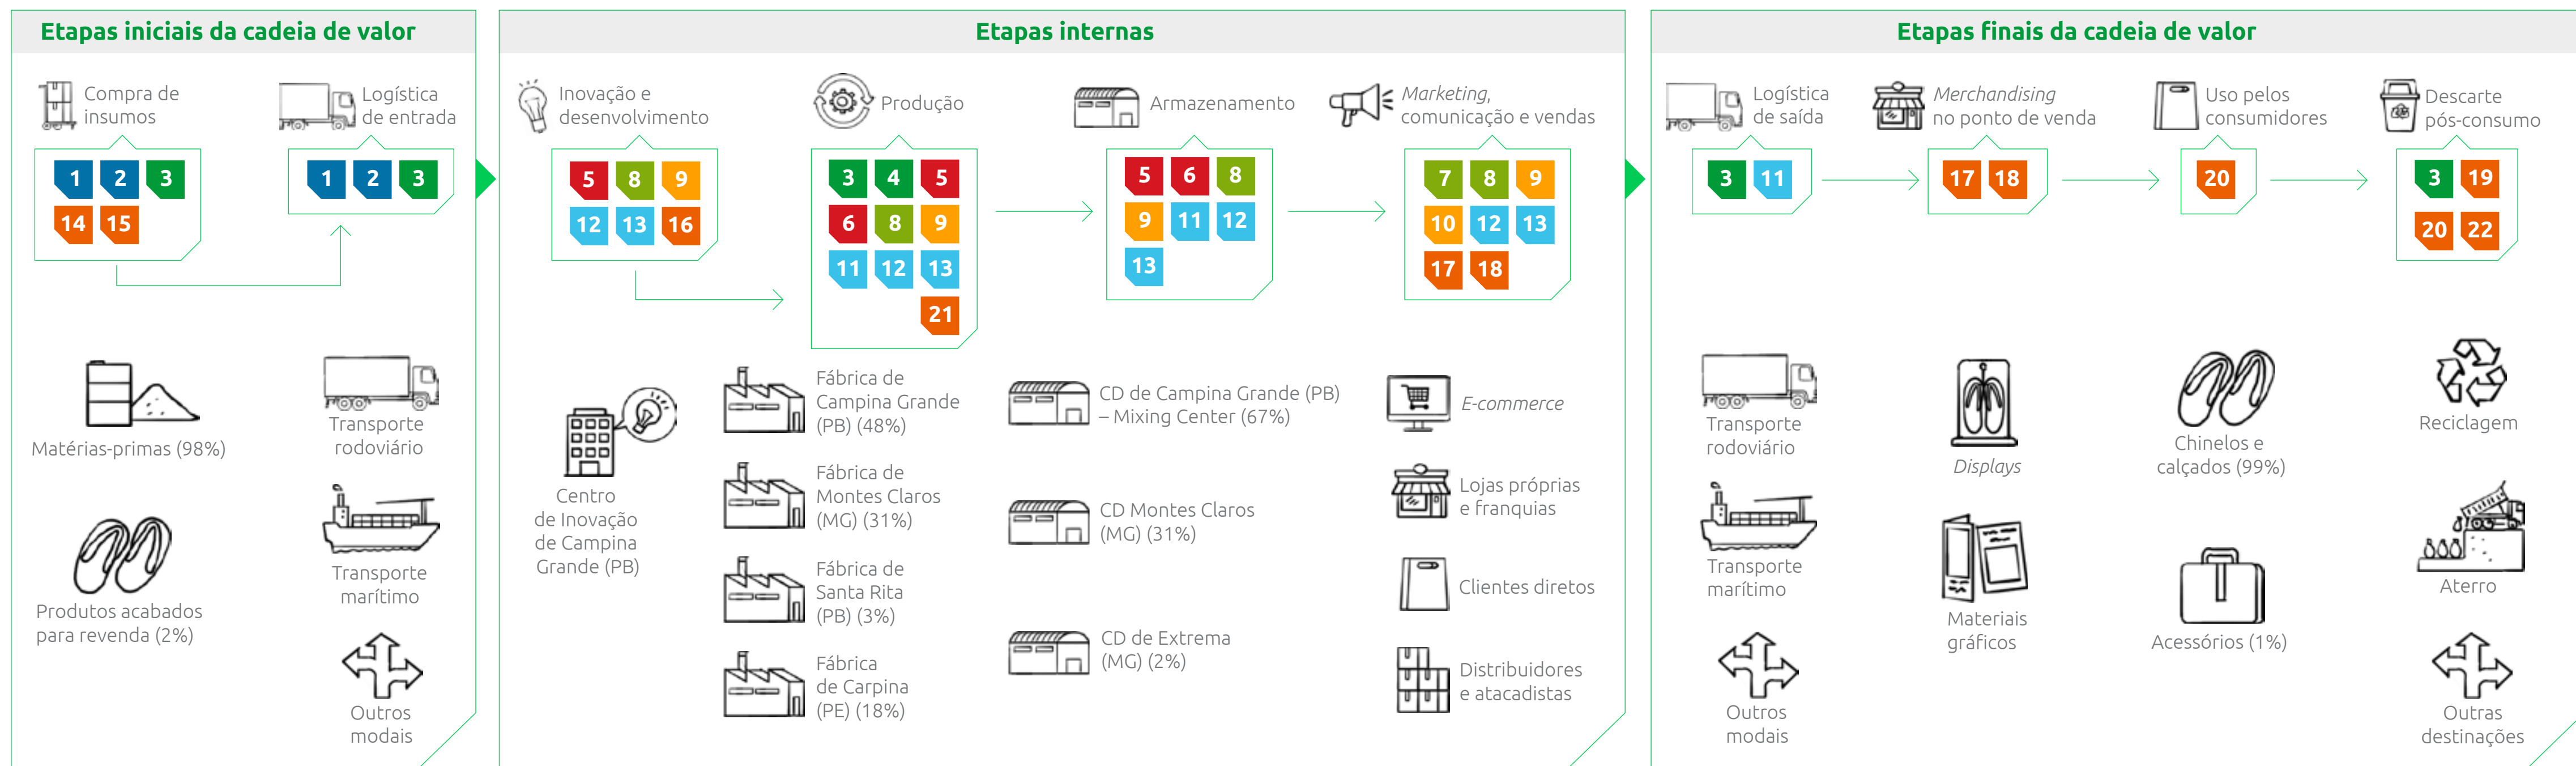 Etapas iniciais da cadeia de valor
Compra de
insumos
1 2 3
14 15
Logística
de entrada
1 2 3
Matérias-primas (98%)
Produtos acabados
para revenda (2%)
Transporte
rodoviário
Transporte
marítimo
Outros
modais
Etapas internas
Inovação e
desenvolvimento
5 8 9
12 13 16
Produção
3 4 5
6 8 9
11 12 13
21
Armazenamento
5 6 8
9 11 12
13
Marketing,
comunicação e vendas
7 8 9
10 12 13
17 18
Centro
de Inovação
de Campina
Grande (PB)
Fábrica de
Campina Grande
(PB) (48%)
Fábrica de
Montes Claros
(MG) (31%)
Fábrica de
Santa Rita
(PB) (3%)
Fábrica
de Carpina
(PE) (18%)
CD de Campina Grande (PB)
– Mixing Center (67%)
CD Montes Claros
(MG) (31%)
CD de Extrema
(MG) (2%)
E-commerce
Lojas próprias
e franquias
Clientes diretos
Distribuidores
e atacadistas
Etapas finais da cadeia de valor
Logística
de saída
3 11
Merchandising
no ponto de venda
17 18
Uso pelos
consumidores
20
Descarte
pós-consumo
3 19
20 22
Transporte
rodoviário
Transporte
marítimo
Outros
modais
Displays
Materiais
gráficos
Chinelos e
calçados (99%)
Acessórios (1%)
Reciclagem
Aterro
Outras
destinações